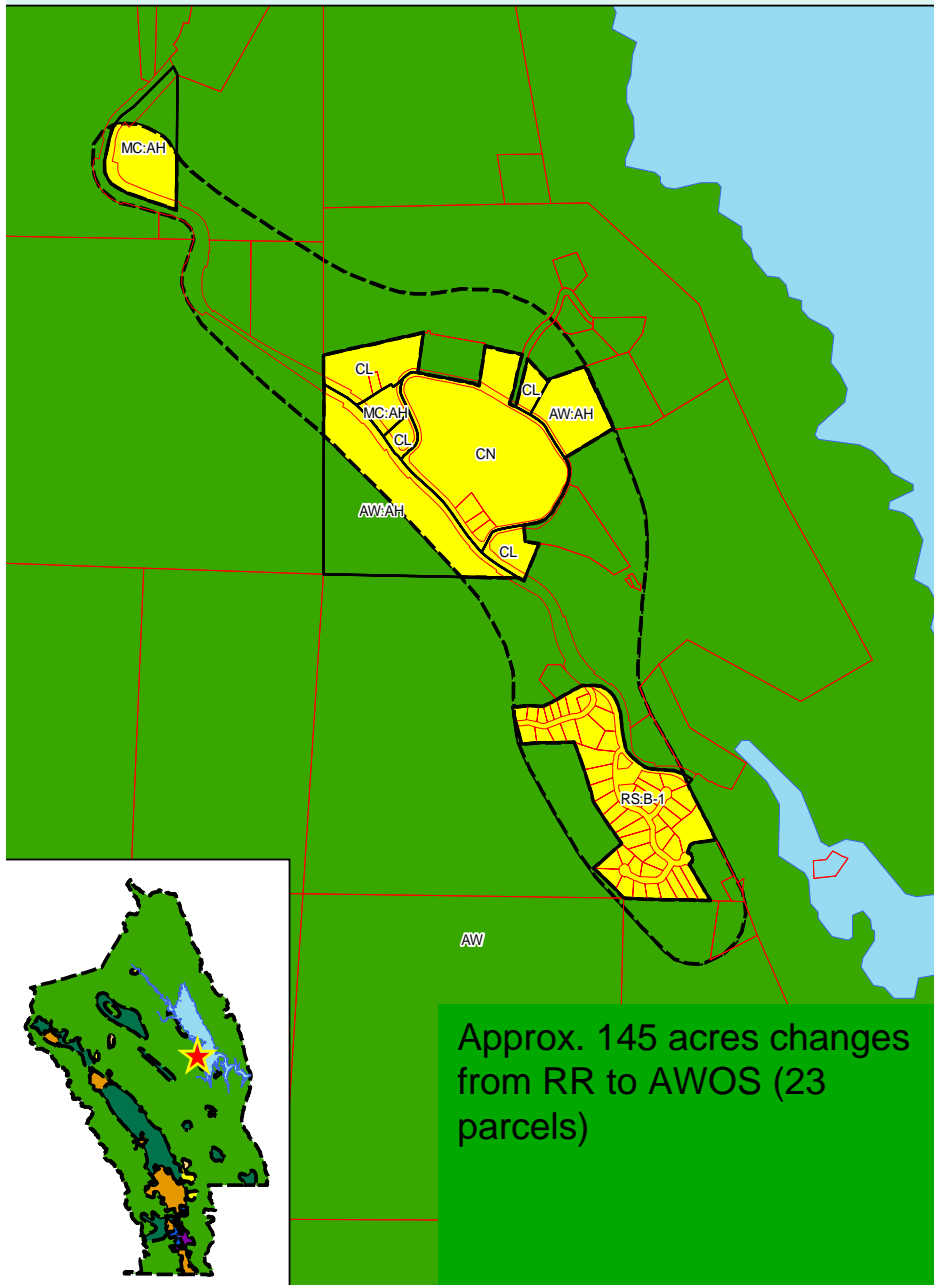 MC:AH
CL
CL
AW:AH
MC:AH
CL
CN
AW:AH
CL
RS:B-1
AW
Approx. 145 acres changes
from RR to AWOS (23
parcels)